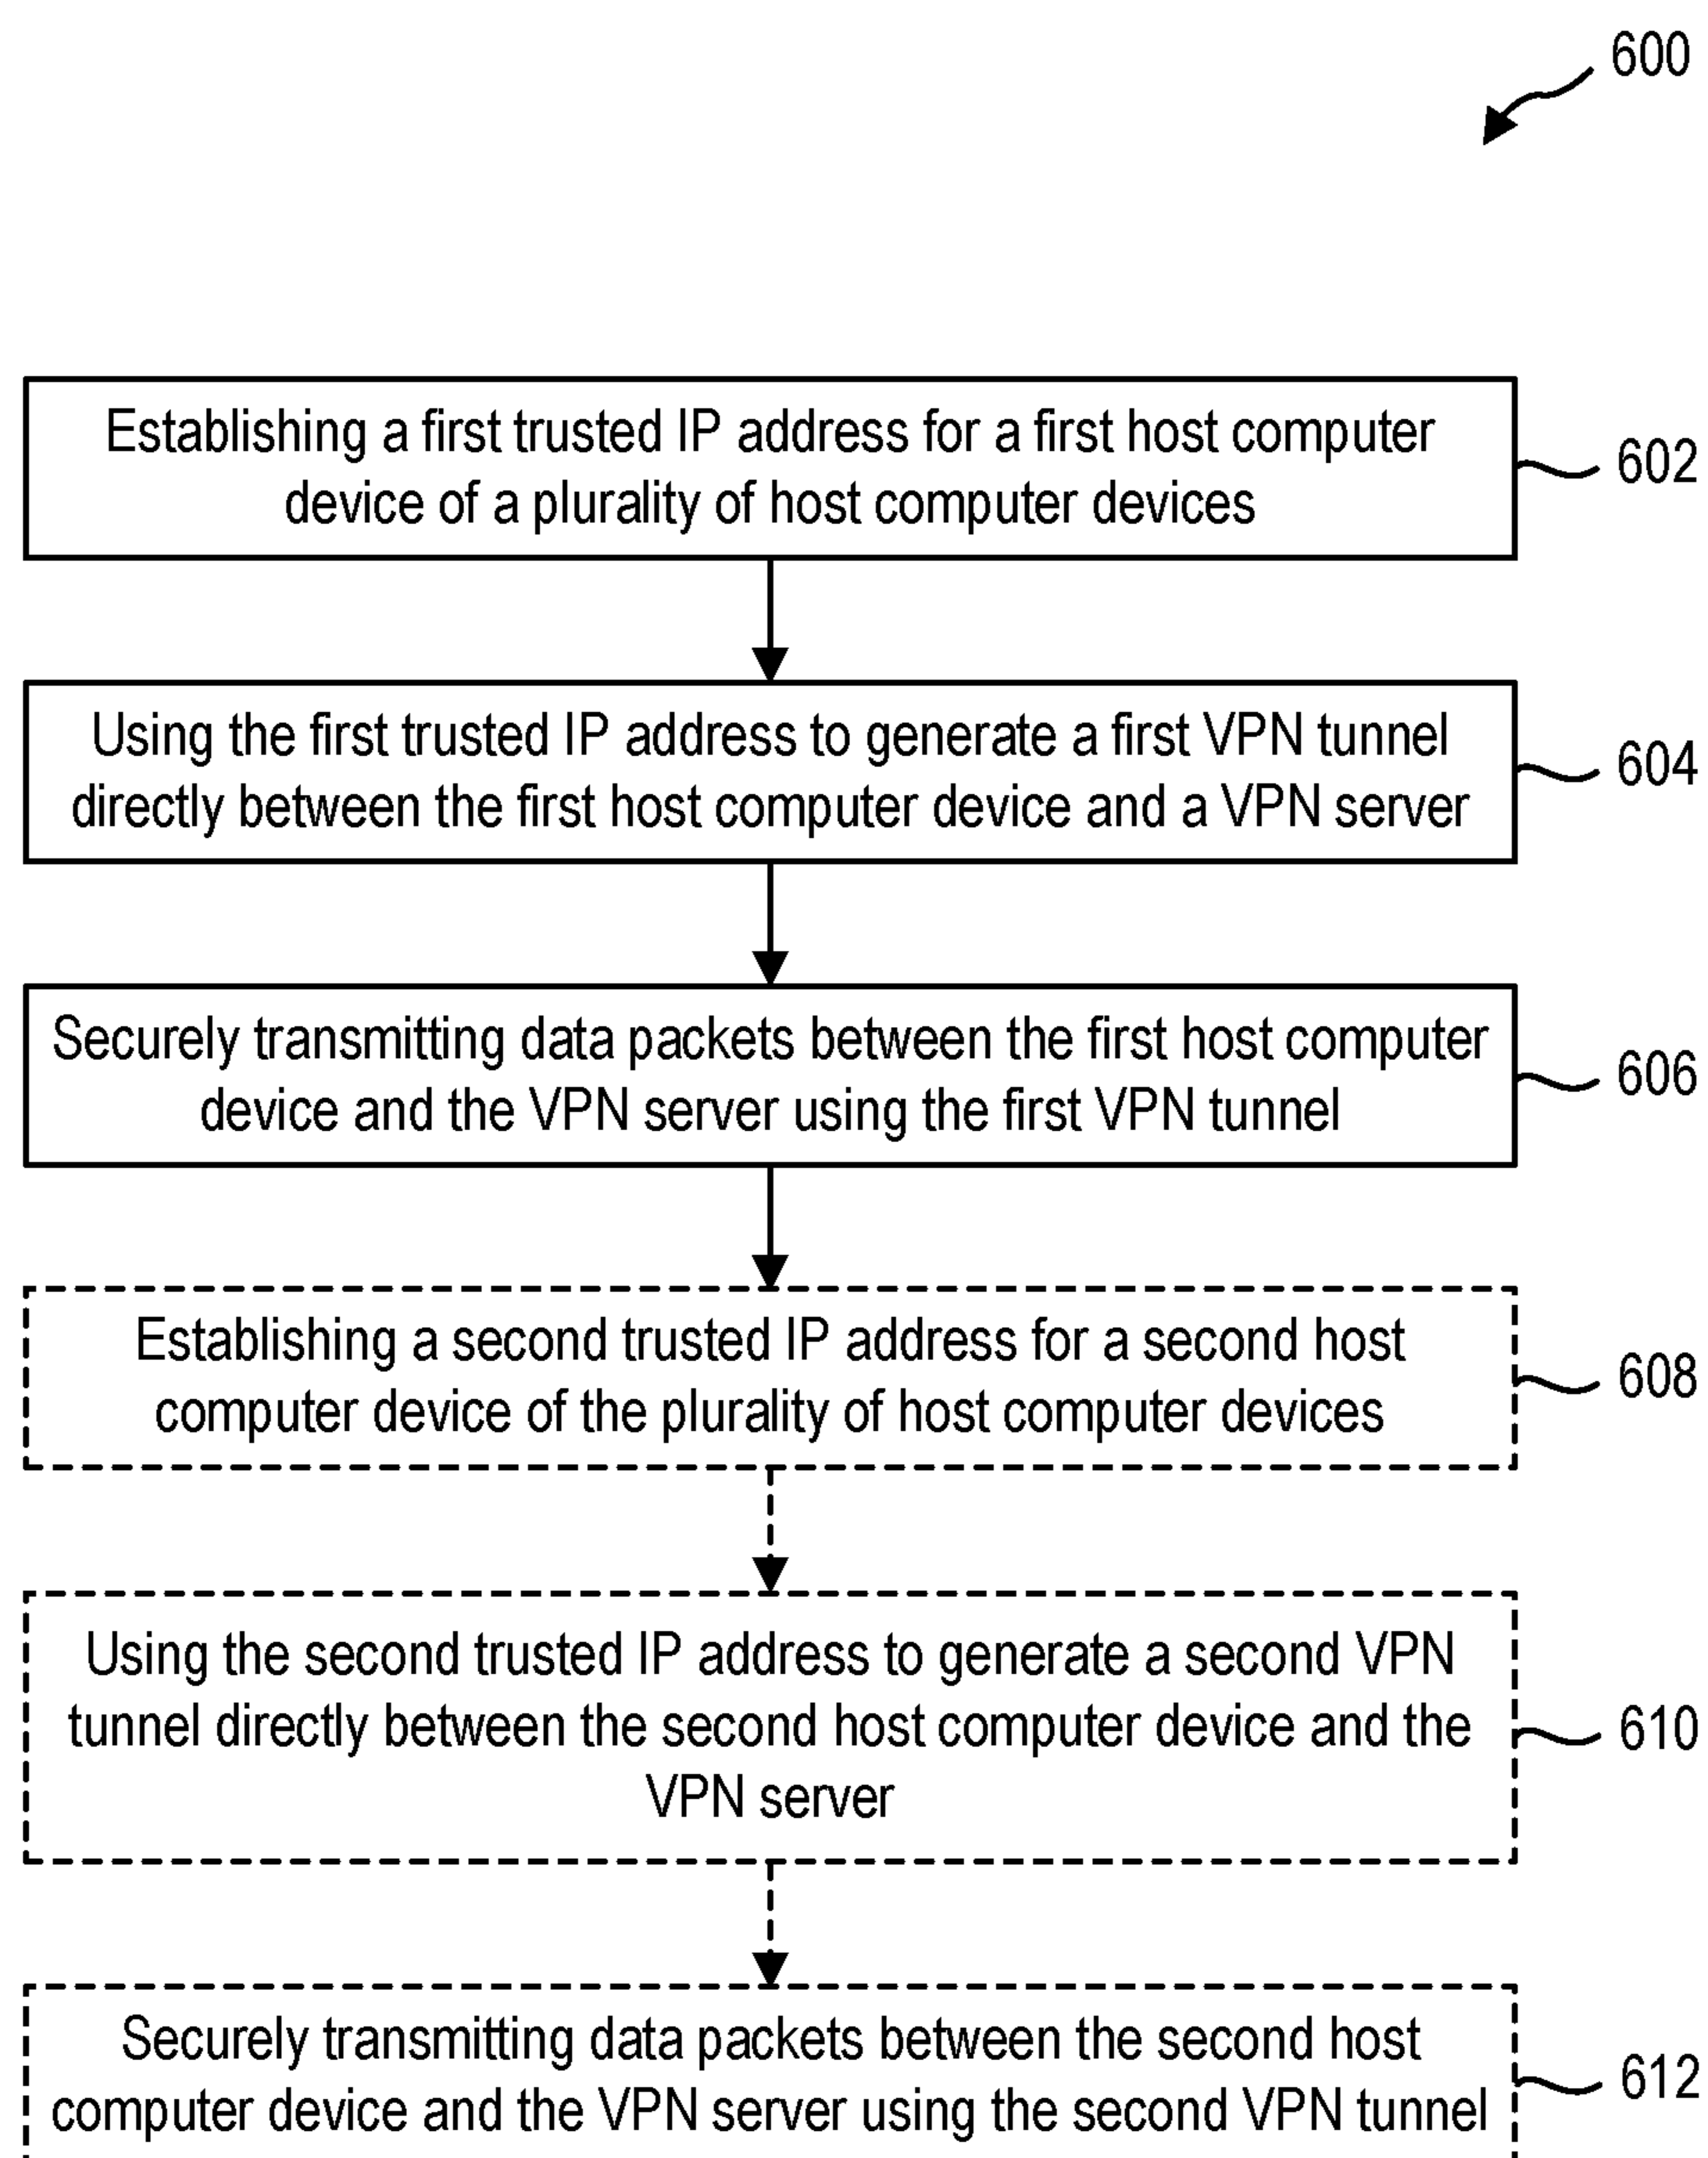 600
Establishing a first trusted IP address for a first host computer
device of a plurality of host computer devices
602
Using the first trusted IP address to generate a first VPN tunnel
directly between the first host computer device and a VPN server
604
Securely transmitting data packets between the first host computer
device and the VPN server using the first VPN tunnel
606
Establishing a second trusted IP address for a second host
computer device of the plurality of host computer devices
608
Using the second trusted IP address to generate a second VPN
tunnel directly between the second host computer device and the
VPN server
610
Securely transmitting data packets between the second host
computer device and the VPN server using the second VPN tunnel
612